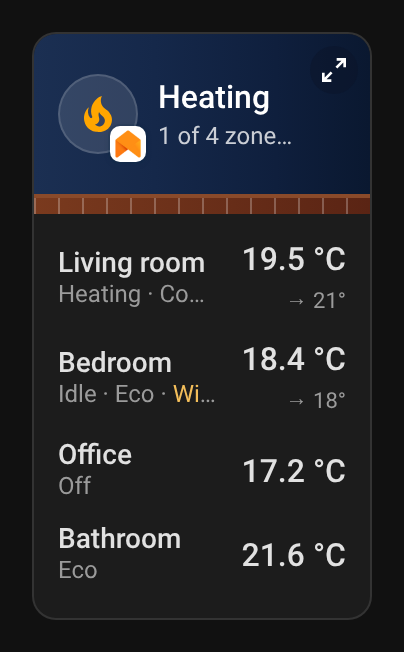 Heating
1 of 4 zone...
Living room
19.5 °C
Heating · Co...
→ 21°
Bedroom
18.4 °C
Idle · Eco · Wi...
→ 18°
Office
17.2 °C
Off
Bathroom
21.6 °C
Eco